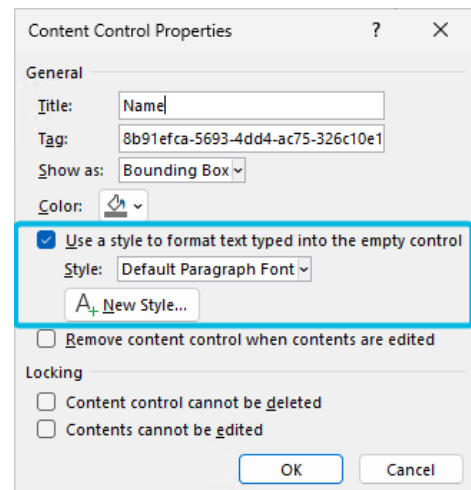 Content Control Properties ?
General
Title: Name
Tag: 8b91efca-5693-4dd4-ac75-326c10e1
Show as: Bounding Box
Color:
Use a style to format text typed into the empty control
Style: Default Paragraph Font
A+ New Style...
Remove content control when contents are edited
Locking
Content control cannot be deleted
Contents cannot be edited
OK Cancel